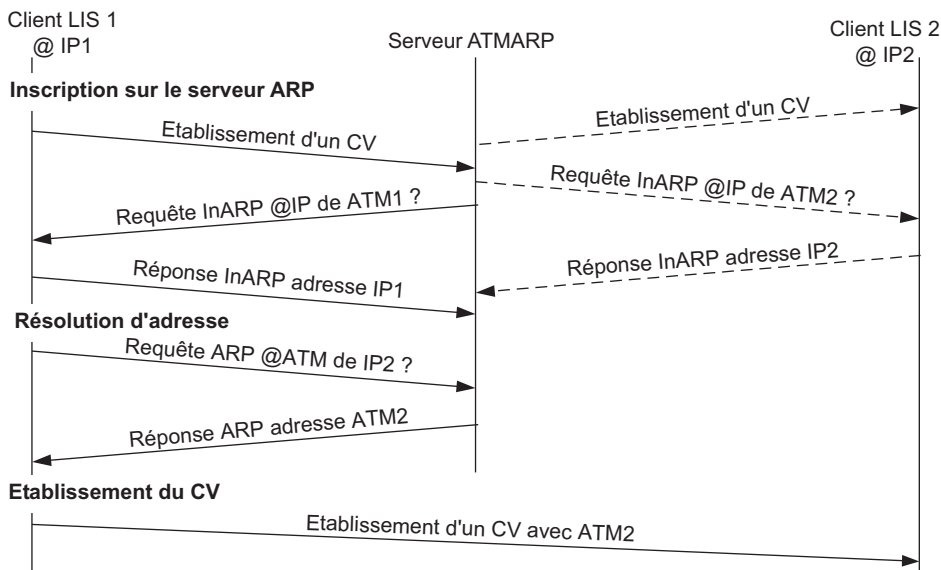 Client LIS 1
@ IP1
Serveur ATMARP
Client LIS 2
@ IP2
Inscription sur le serveur ARP
Etablissement d'un CV
Etablissement d'un CV
Requête InARP @IP de ATM1 ?
Requête InARP @IP de ATM2 ?
Réponse InARP adresse IP1
Réponse InARP adresse IP2
Résolution d'adresse
Requête ARP @ATM de IP2 ?
Réponse ARP adresse ATM2
Etablissement du CV
Etablissement d'un CV avec ATM2